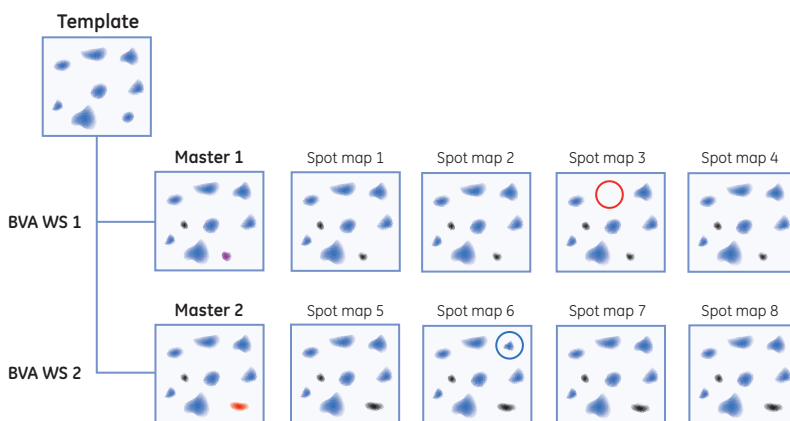 Template
Master 1
Spot map 1
Spot map 2
Spot map 3
Spot map 4
BVA WS 1
Master 2
Spot map 5
Spot map 6
Spot map 7
Spot map 8
BVA WS 2